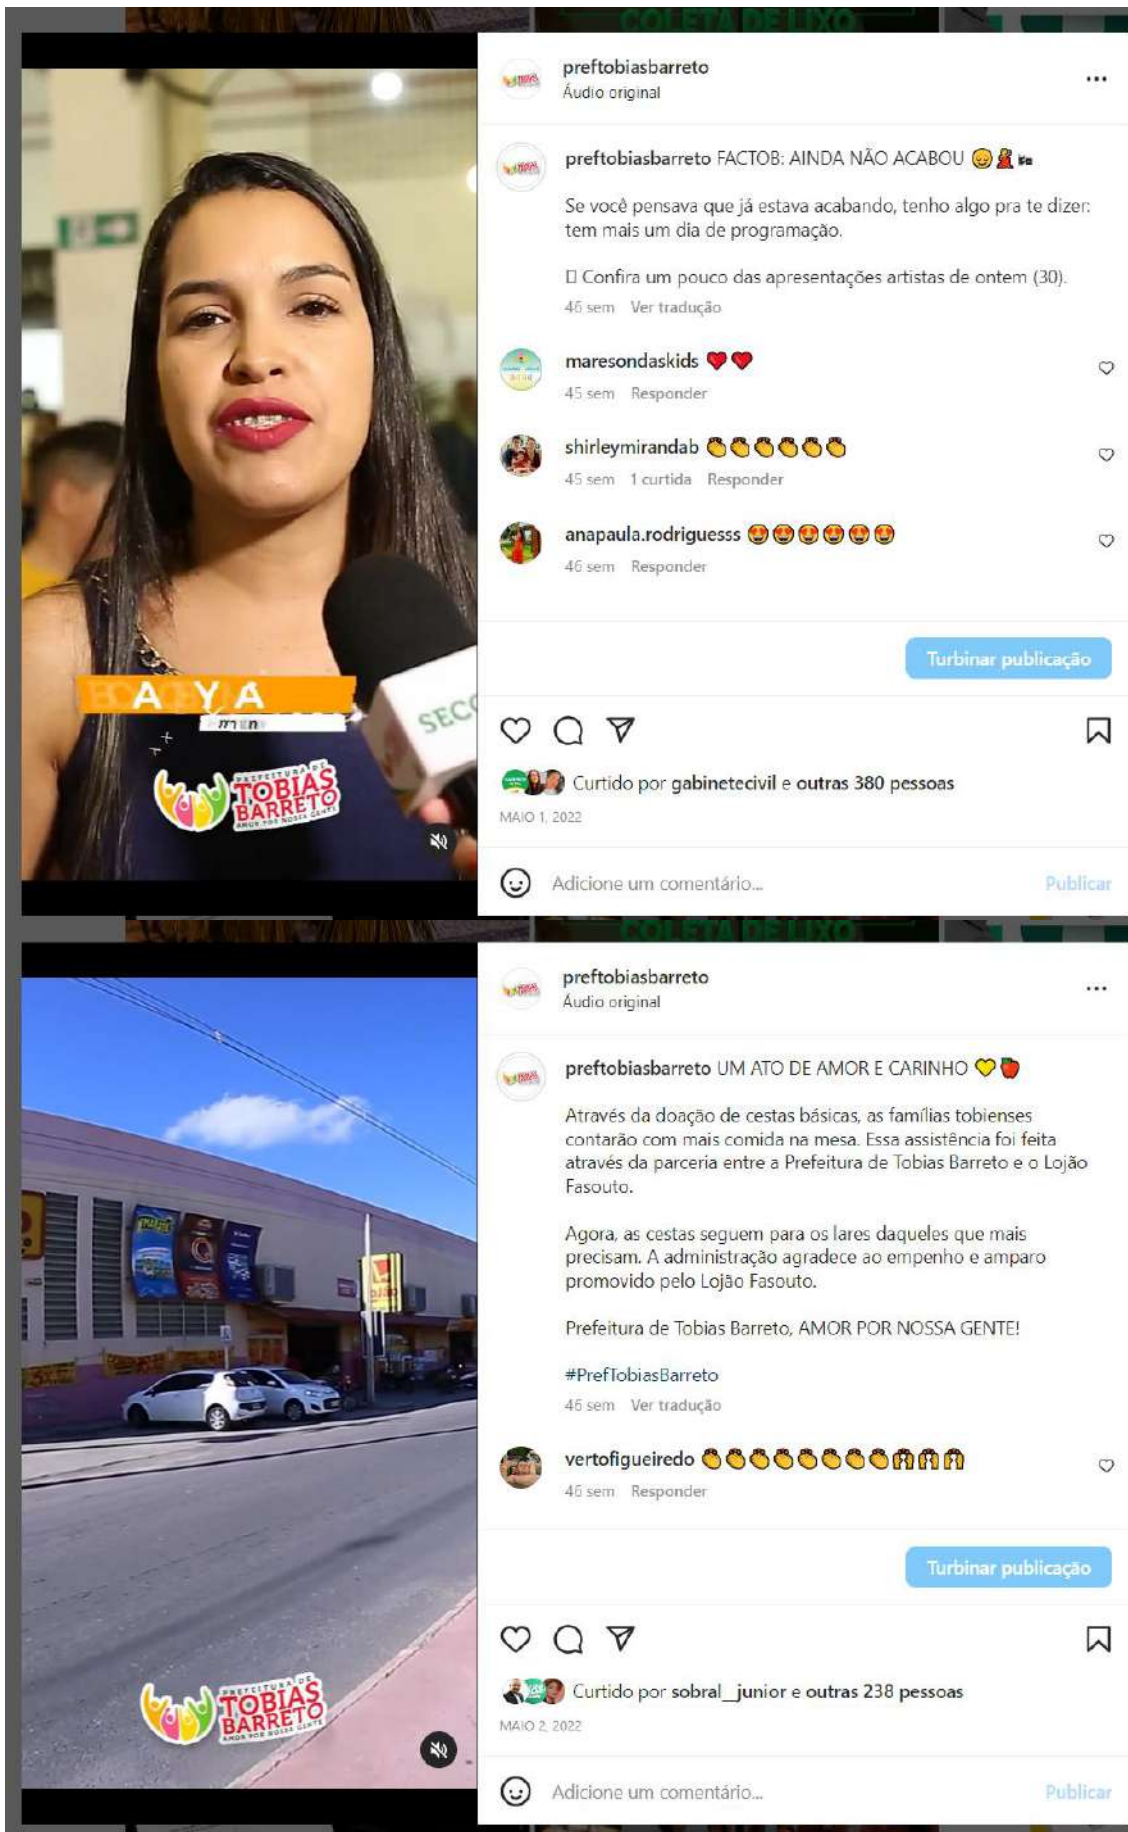 COLETA DE LIXO
preftobiasbarreto
Áudio original
preftobiasbarreto FACTOB: AINDA NÃO ACABOU
Se você pensava que já estava acabando, tenho algo pra te dizer:
tem mais um dia de programação.
Confira um pouco das apresentações artistas de ontem (30).
46 sem Ver tradução
maresondaskids
45 sem Responder
shirleymirandab
45 sem 1 curtida Responder
anapaula.rodriguesss
46 sem Responder
Turbinar publicação
A Y A
SECO
PREFEITURA DE
TOBIAS
BARRETO
AMOR POR NOSSA GENTE
Curtido por gabinetecivil e outras 380 pessoas
MAIO 1, 2022
Adicione um comentário...
Publicar
COLETA DE LIXO
preftobiasbarreto
Áudio original
preftobiasbarreto UM ATO DE AMOR E CARINHO
Através da doação de cestas básicas, as famílias tobienses
contarão com mais comida na mesa. Essa assistência foi feita
através da parceria entre a Prefeitura de Tobias Barreto e o Lojão
Fasouto.
Agora, as cestas seguem para os lares daqueles que mais
precisam. A administração agradece ao empenho e amparo
promovido pelo Lojão Fasouto.
Prefeitura de Tobias Barreto, AMOR POR NOSSA GENTE!
#PrefTobiasBarreto
46 sem Ver tradução
vertofigueiredo
46 sem Responder
Turbinar publicação
PREFEITURA DE
TOBIAS
BARRETO
AMOR POR NOSSA GENTE
Curtido por sobral__junior e outras 238 pessoas
MAIO 2, 2022
Adicione um comentário...
Publicar